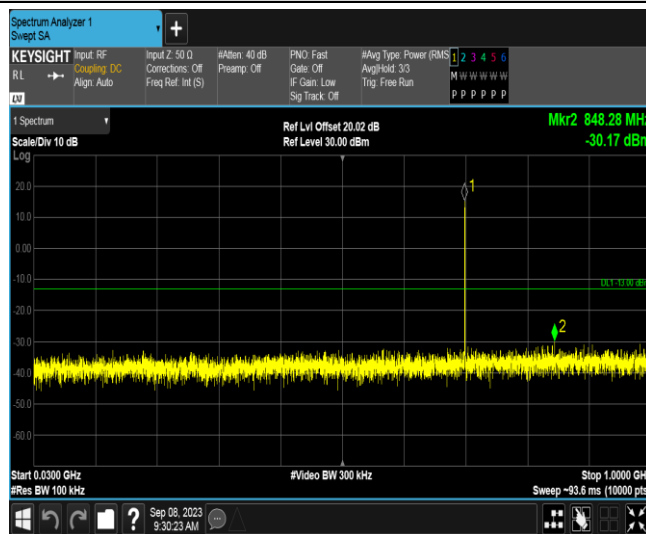 Spectrum Analyzer 1
Swept SA
+
KEYSIGHT
RL
LXI
Input: RF
Coupling: DC
Align: Auto
Input Z: 50 Ω
Corrections: Off
Freq Ref: Int (S)
#Atten: 40 dB
Preamp: Off
PNO: Fast
Gate: Off
IF Gain: Low
Sig Track: Off
#Avg Type: Power (RMS
Avg|Hold: 3/3
Trig: Free Run
1 2 3 4 5 6
M W W W W W
P P P P P P
1 Spectrum
Scale/Div 10 dB
Log
Ref Lvl Offset 20.02 dB
Ref Level 30.00 dBm
Mkr2 848.28 MHz
-30.17 dBm
20.0
10.0
0.00
-10.0
-20.0
-30.0
-40.0
-50.0
-60.0
1
DL1 -13.00 dBm
2
Start 0.0300 GHz
#Res BW 100 kHz
#Video BW 300 kHz
Stop 1.0000 GHz
Sweep ~93.6 ms (10000 pts
?
Sep 08, 2023
9:30:23 AM